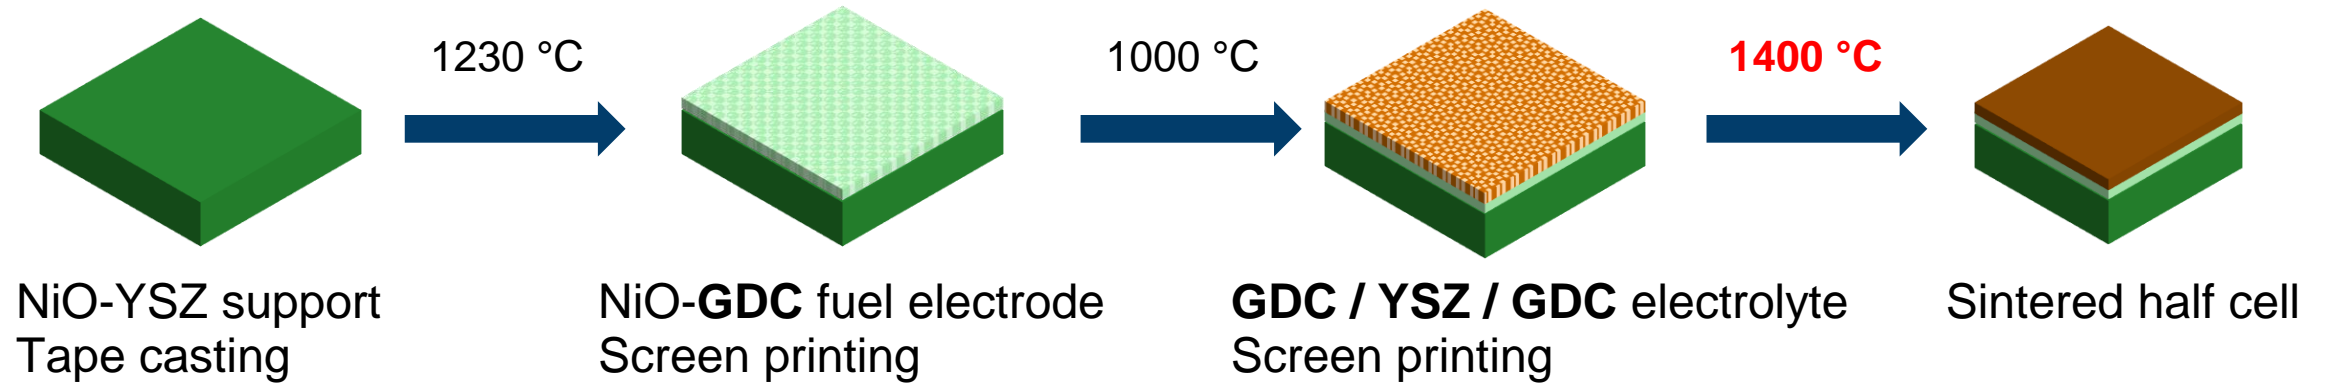 1230 °C
1000 °C
1400 °C
NiO-YSZ support
Tape casting
NiO-GDC fuel electrode
Screen printing
GDC / YSZ / GDC electrolyte
Screen printing
Sintered half cell